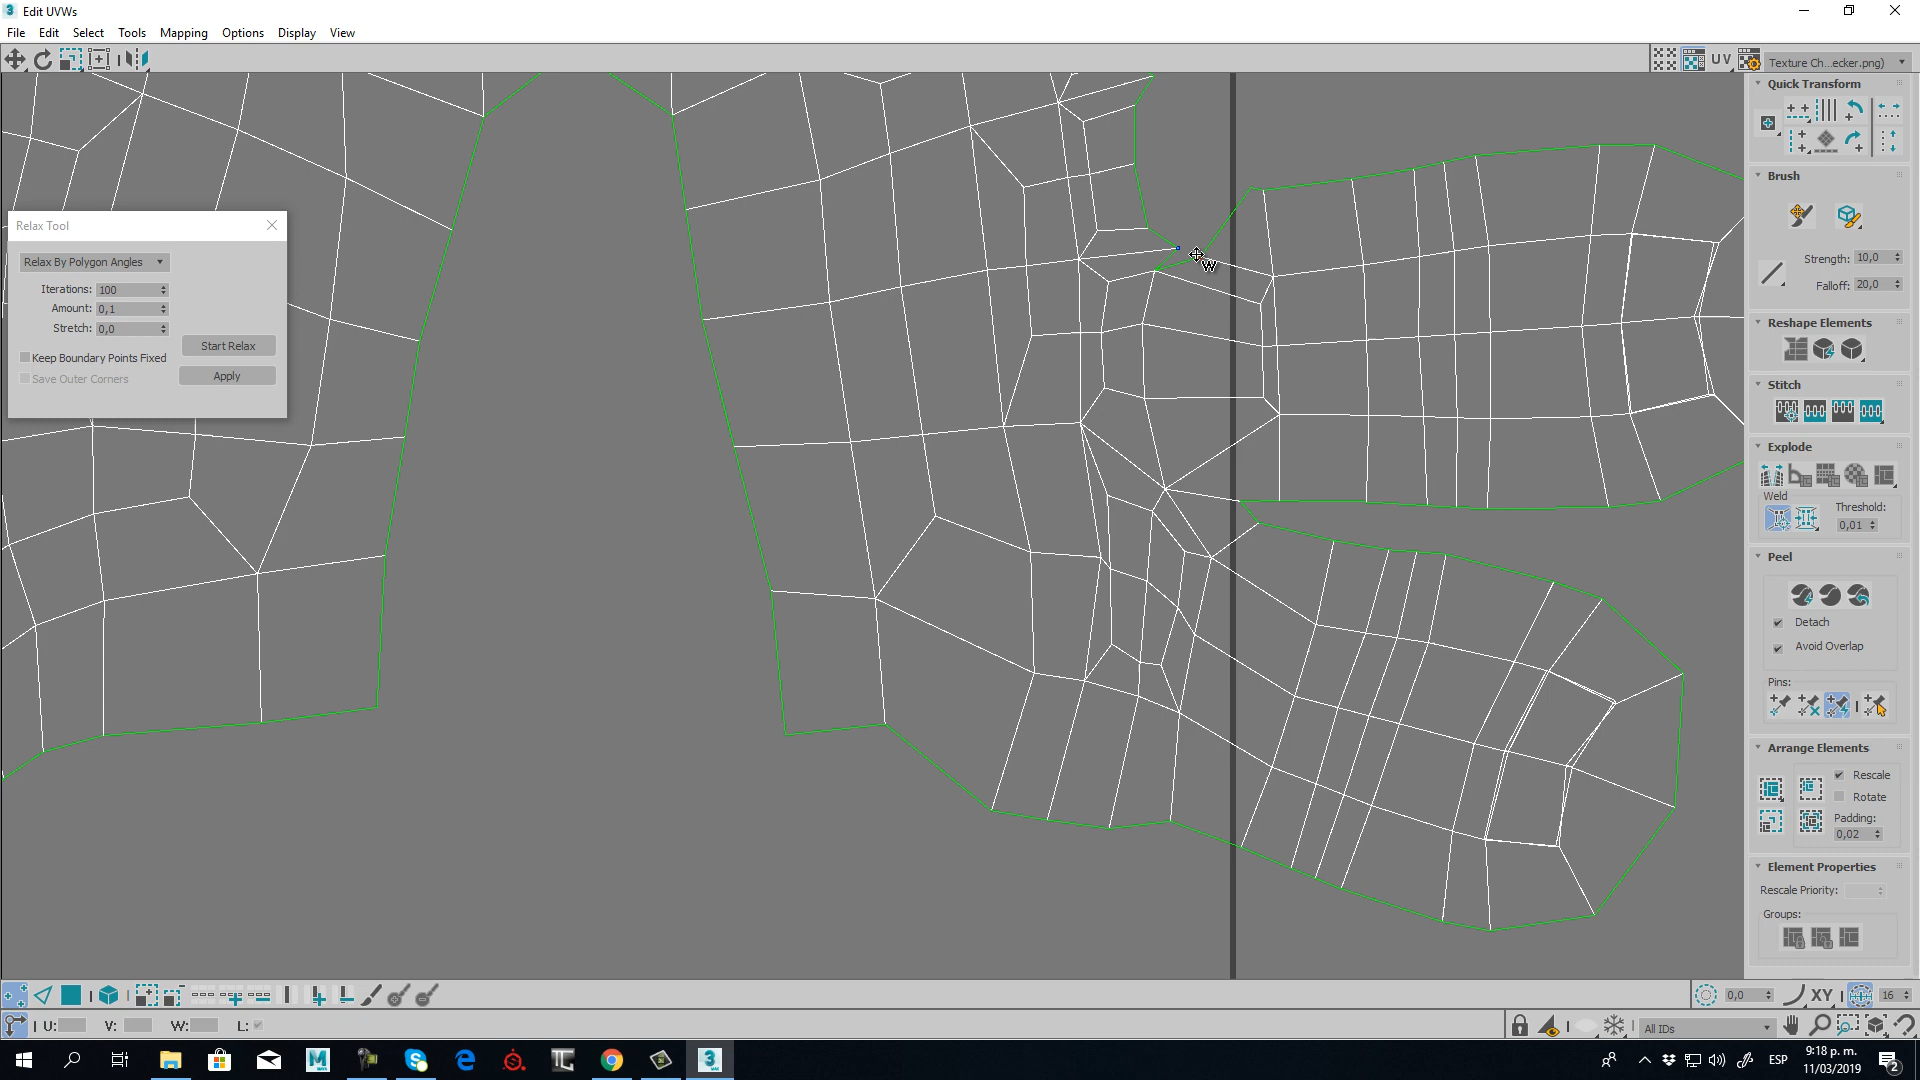 Edit UVWs
File Edit Select Tools Mapping Options Display View
UV Texture Ch...ecker.png)
Quick Transform
Brush
Strength: 10,0
Falloff: 20,0
Reshape Elements
Stitch
Explode
Weld
Threshold:
0,01
Peel
Detach
Avoid Overlap
Pins:
Arrange Elements
Rescale
Rotate
Padding:
0,02
Element Properties
Rescale Priority:
Groups:
Relax Tool
Relax By Polygon Angles
Iterations: 100
Amount: 0,1
Stretch: 0,0
Start Relax
Keep Boundary Points Fixed
Apply
Save Outer Corners
W
0,0 XY 16
U: V: W: L:
All IDs
ESP
9:18 p. m.
11/03/2019
2